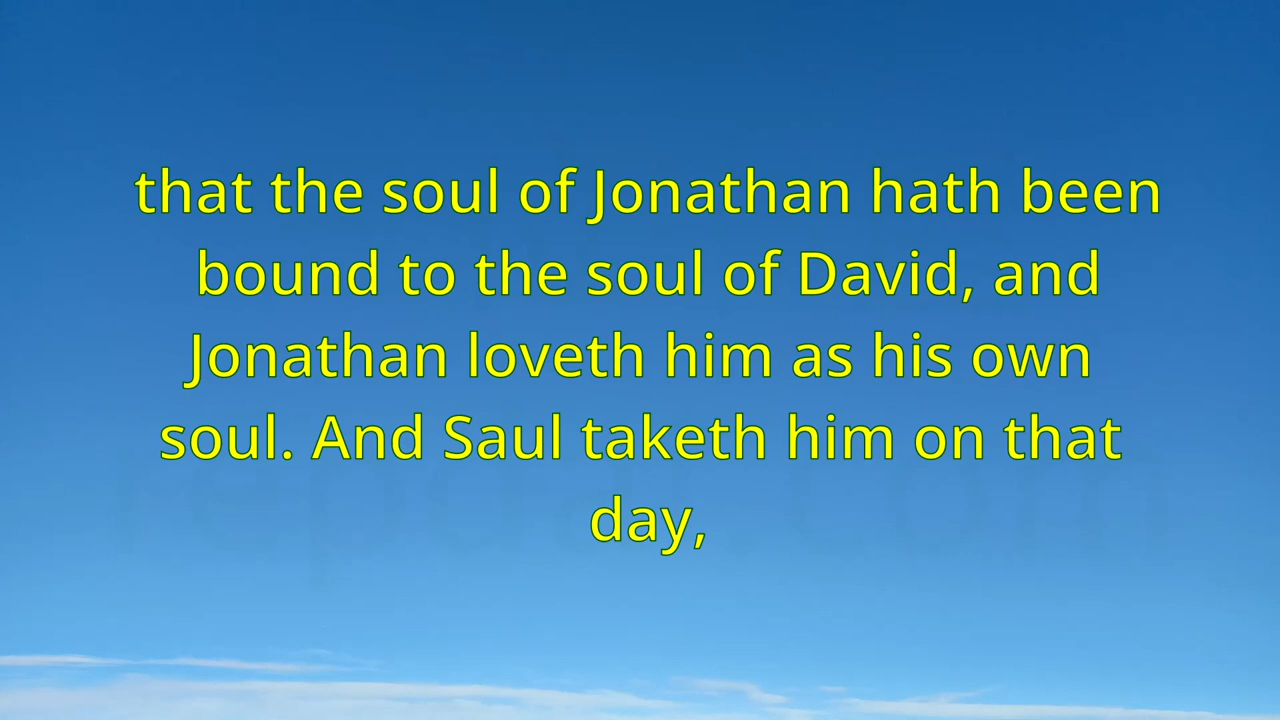 that the soul of Jonathan hath been
bound to the soul of David, and
Jonathan loveth him as his own
soul. And Saul taketh him on that
day,